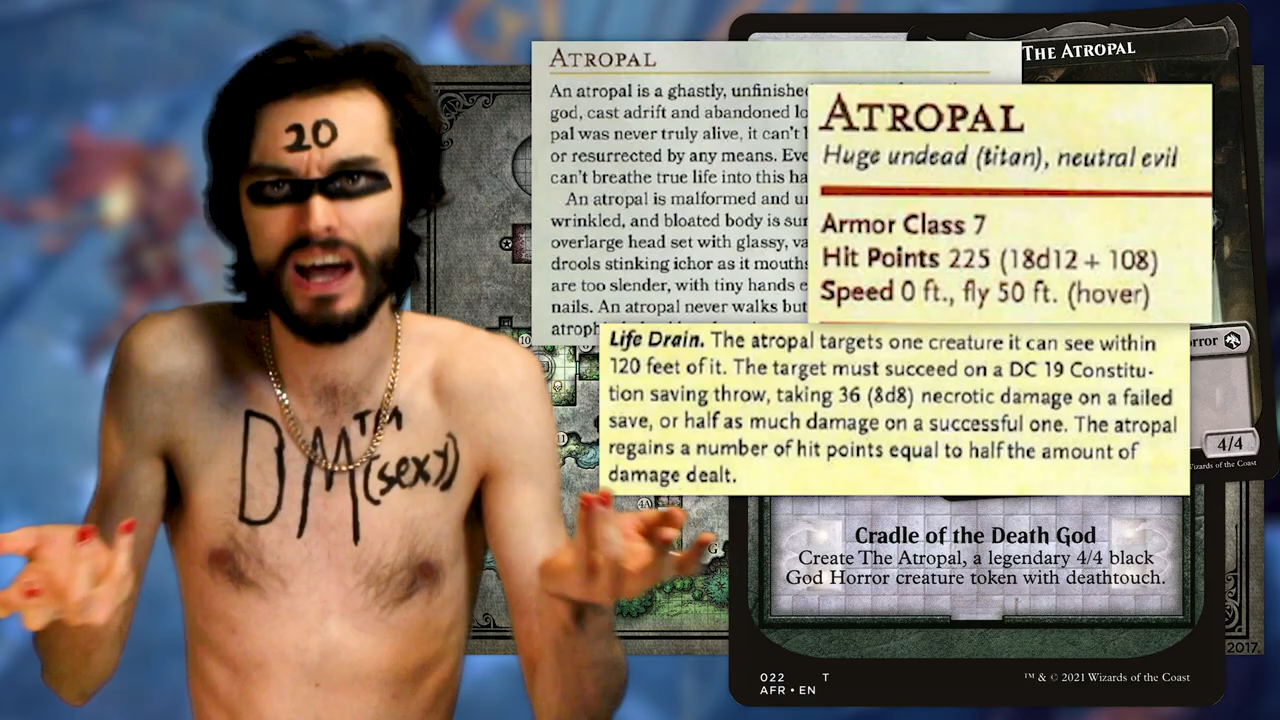 20
DM™
(sexy)
ATROPAL
An atropal is a ghastly, unfinishe
god, cast adrift and abandoned lo
pal was never truly alive, it can't
or resurrected by any means. Eve
can't breathe true life into this ha
An atropal is malformed and u
wrinkled, and bloated body is sur
overlarge head set with glassy, va
drools stinking ichor as it mouths
are too slender, with tiny hands
nails. An atropal never walks but
THE ATROPAL
ATROPAL
Huge undead (titan), neutral evil
Armor Class 7
Hit Points 225 (18d12 + 108)
Speed 0 ft., fly 50 ft. (hover)
Life Drain. The atropal targets one creature it can see within
120 feet of it. The target must succeed on a DC 19 Constitu-
tion saving throw, taking 36 (8d8) necrotic damage on a failed
save, or half as much damage on a successful one. The atropal
regains a number of hit points equal to half the amount of
damage dealt.
rror
4/4
Wizards of the Coast
10
11
4A
G
Cradle of the Death God
Create The Atropal, a legendary 4/4 black
God Horror creature token with deathtouch.
2017.
022 T
AFR • EN
™ & © 2021 Wizards of the Coast